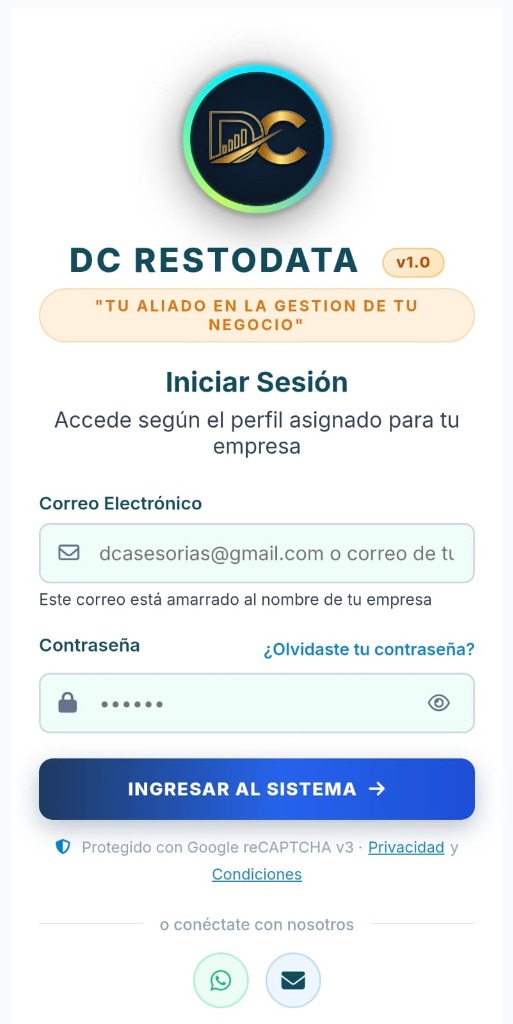 DC
DC RESTODATA v1.0
"TU ALIADO EN LA GESTION DE TU
NEGOCIO"
Iniciar Sesión
Accede según el perfil asignado para tu
empresa
Correo Electrónico
dcasesorias@gmail.com o correo de tu
Este correo está amarrado al nombre de tu empresa
Contraseña ¿Olvidaste tu contraseña?
••••••
INGRESAR AL SISTEMA →
Protegido con Google reCAPTCHA v3 · Privacidad y
Condiciones
o conéctate con nosotros